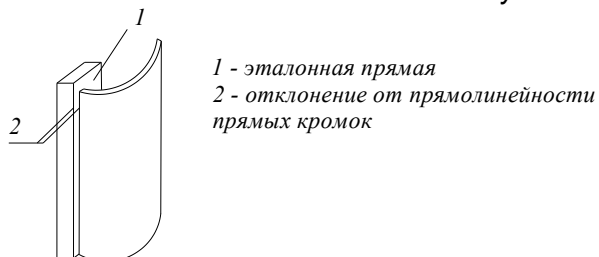 1
1 - эталонная прямая
2 - отклонение от прямолинейности
прямых кромок
2